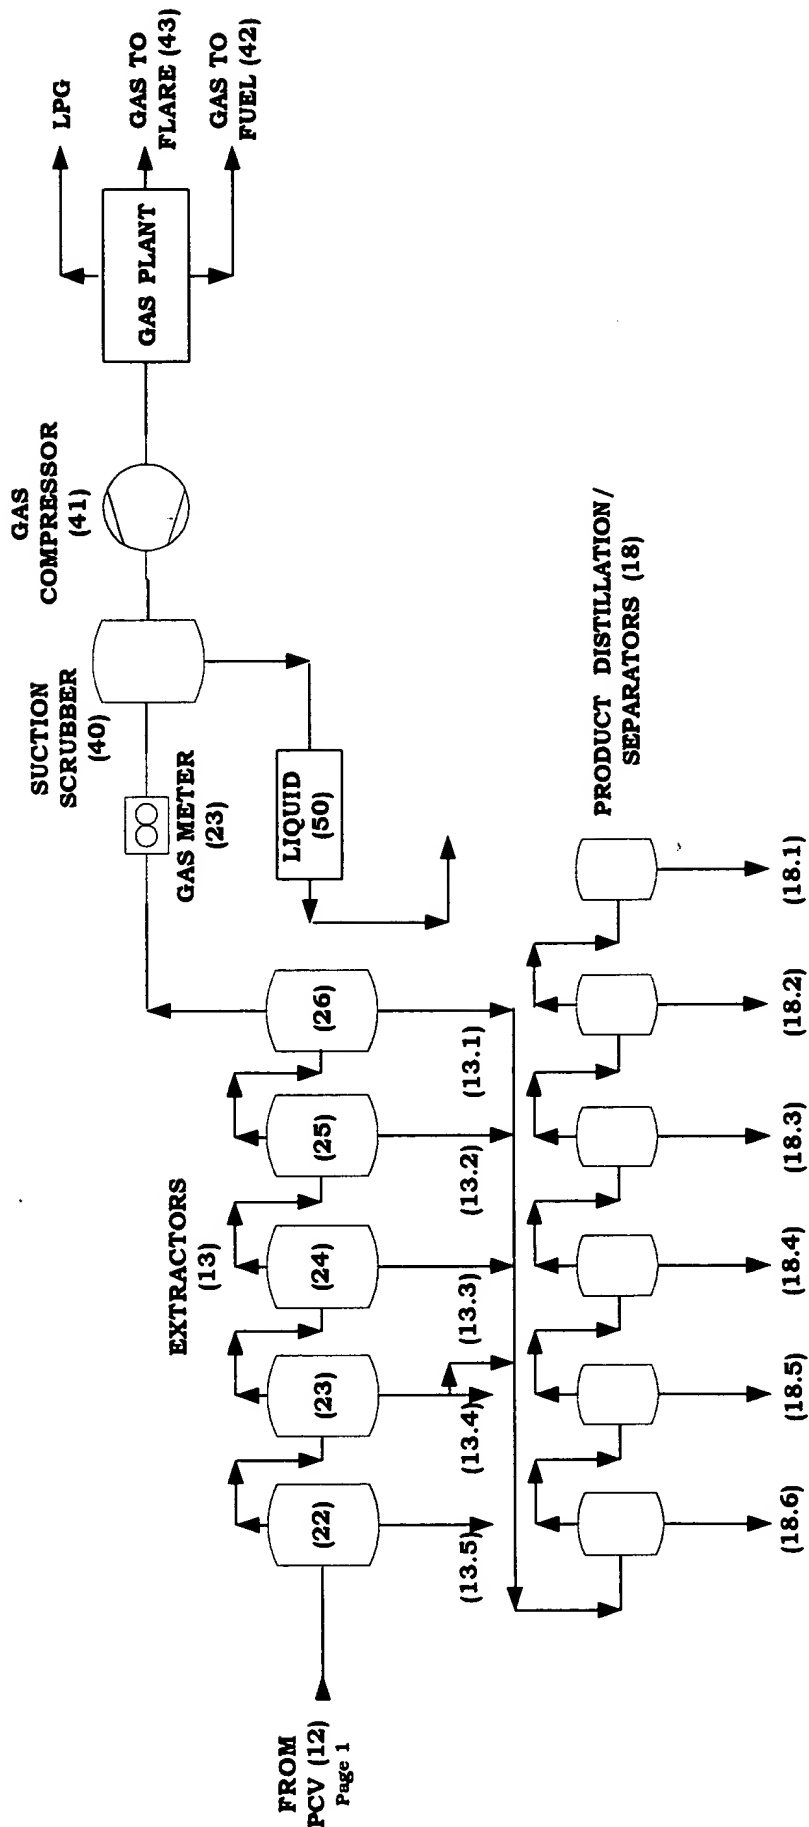 LPG
GAS TO
FLARE (43)
GAS TO
FUEL (42)
GAS PLANT
GAS
COMPRESSOR
(41)
SUCTION
SCRUBBER
(40)
GAS METER
(23)
LIQUID
(50)
EXTRACTORS
(13)
(22)
(23)
(24)
(25)
(26)
FROM
PCV (12)
Page 1
(13.5)
(13.4)
(13.3)
(13.2)
(13.1)
PRODUCT DISTILLATION/
SEPARATORS (18)
(18.6)
(18.5)
(18.4)
(18.3)
(18.2)
(18.1)